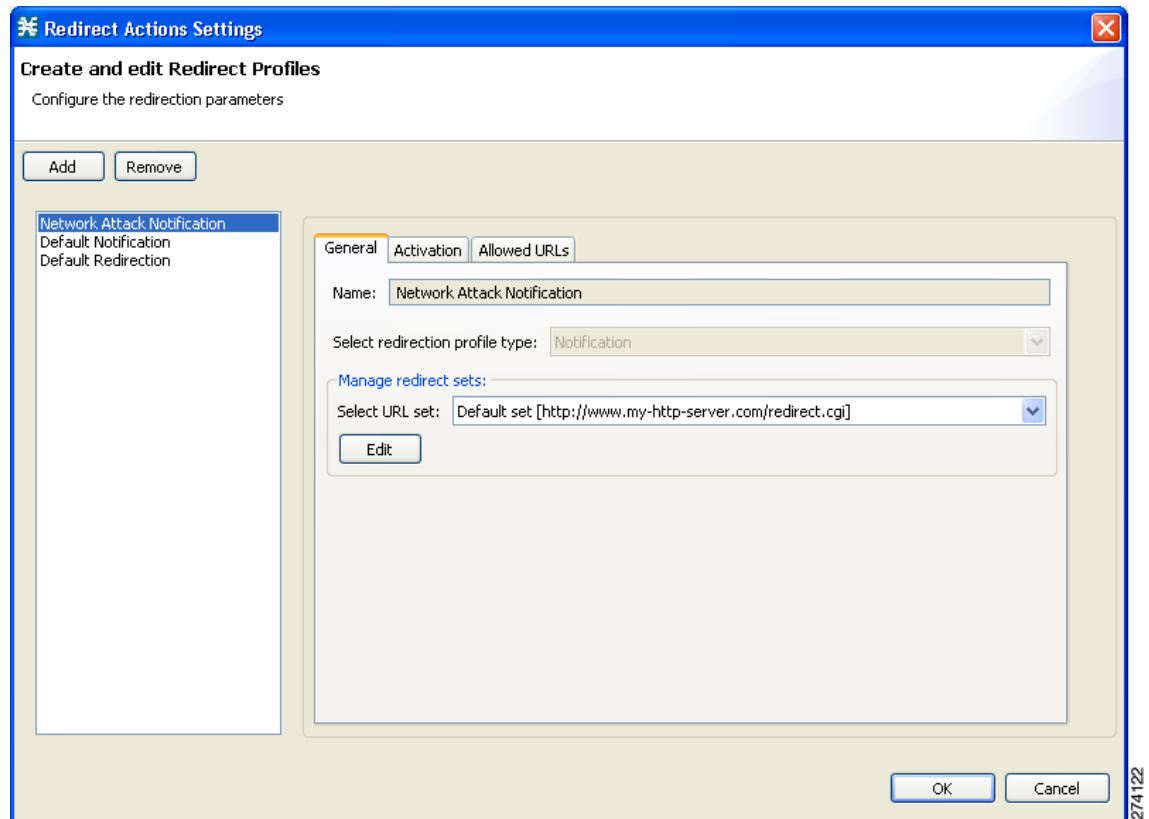 Redirect Actions Settings
Create and edit Redirect Profiles
Configure the redirection parameters
Add
Remove
Network Attack Notification
Default Notification
Default Redirection
General
Activation
Allowed URLs
Name:
Network Attack Notification
Select redirection profile type:
Notification
Manage redirect sets:
Select URL set:
Default set [http://www.my-http-server.com/redirect.cgi]
Edit
OK
Cancel
274122